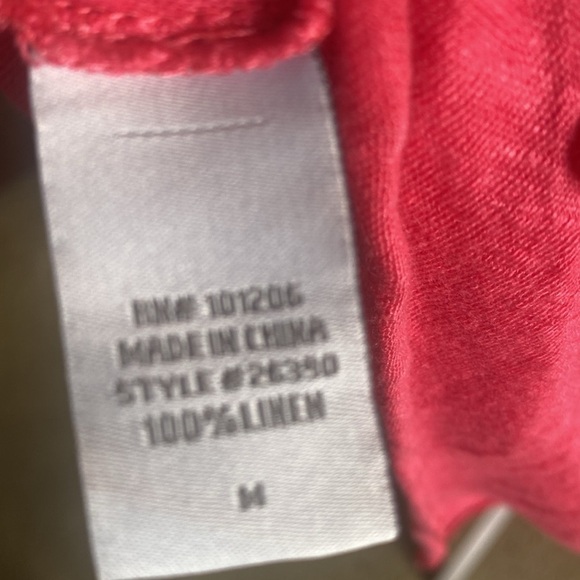 RN# 101206
MADE IN CHINA
STYLE #26350
100% LINEN
M